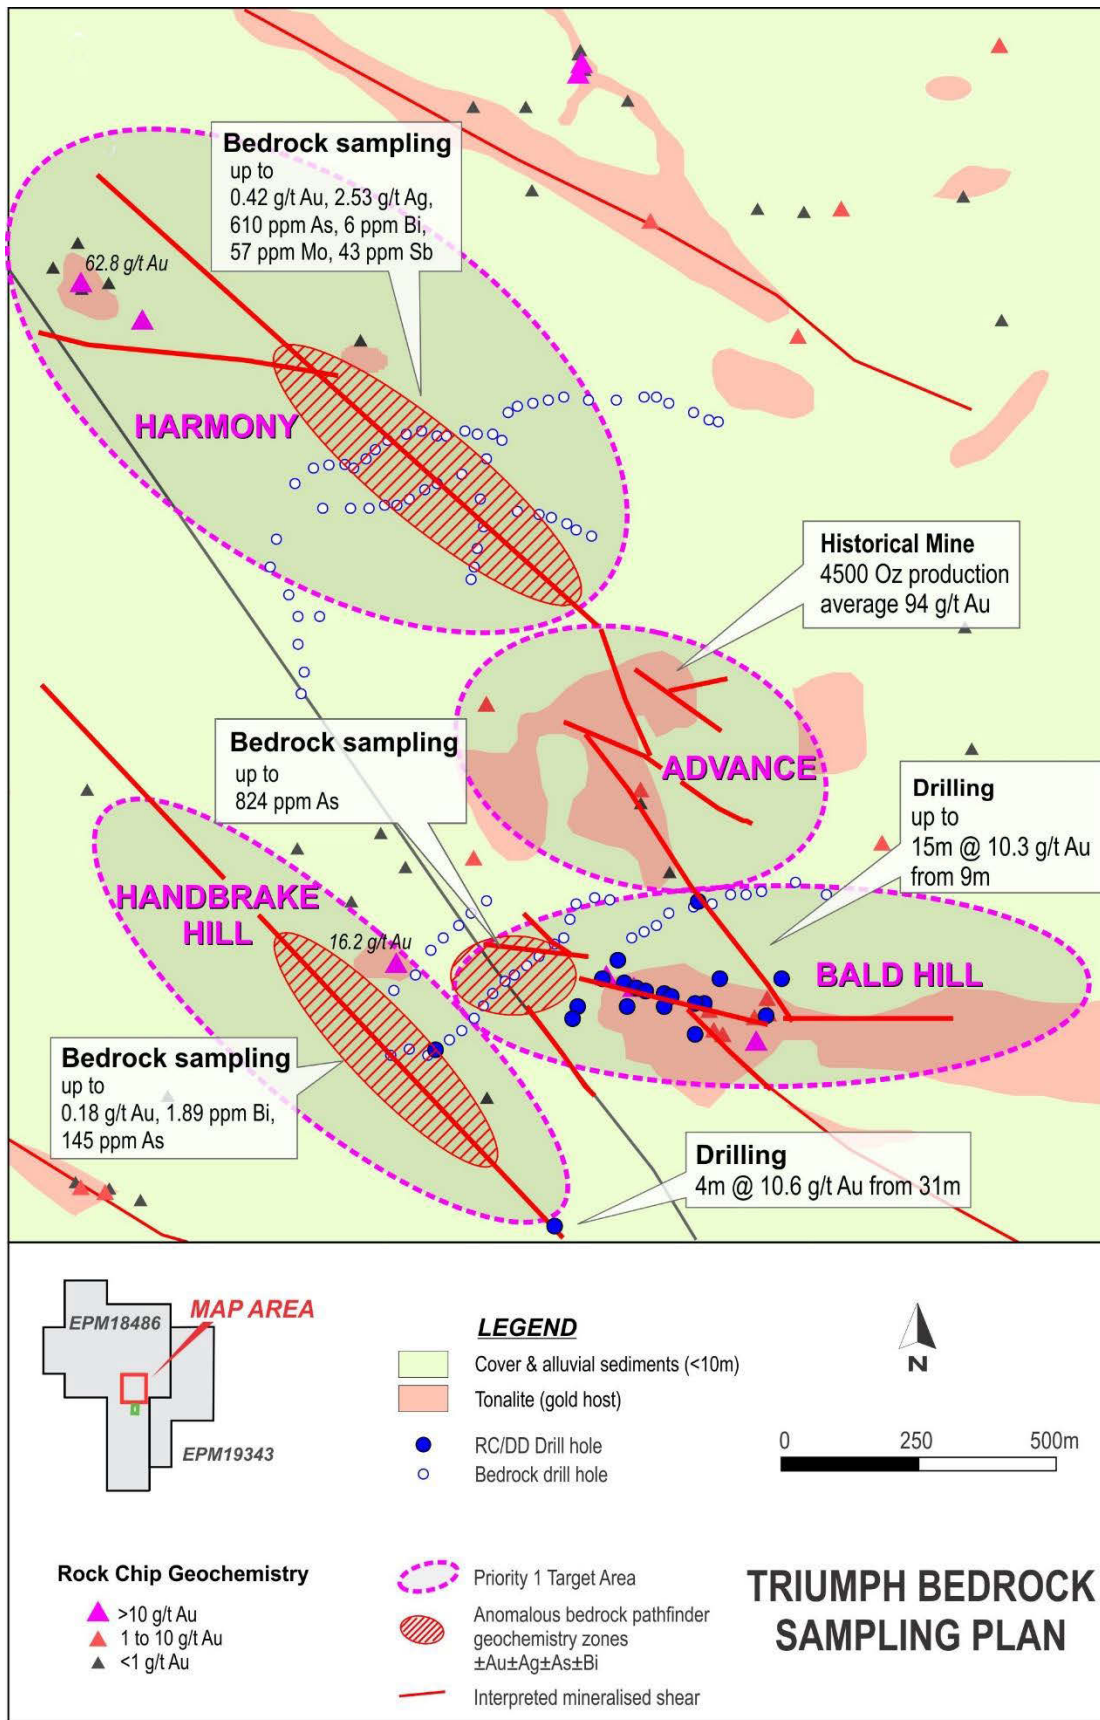 Bedrock sampling
up to
0.42 g/t Au, 2.53 g/t Ag,
610 ppm As, 6 ppm Bi,
57 ppm Mo, 43 ppm Sb
62.8 g/t Au
HARMONY
Historical Mine
4500 Oz production
average 94 g/t Au
Bedrock sampling
up to
824 ppm As
ADVANCE
Drilling
up to
15m @ 10.3 g/t Au
from 9m
HANDBRAKE
HILL
16.2 g/t Au
BALD HILL
Bedrock sampling
up to
0.18 g/t Au, 1.89 ppm Bi,
145 ppm As
Drilling
4m @ 10.6 g/t Au from 31m
EPM18486
MAP AREA
EPM19343
LEGEND
Cover & alluvial sediments (<10m)
Tonalite (gold host)
RC/DD Drill hole
Bedrock drill hole
N
0 250 500m
Rock Chip Geochemistry
>10 g/t Au
1 to 10 g/t Au
<1 g/t Au
Priority 1 Target Area
Anomalous bedrock pathfinder
geochemistry zones
±Au±Ag±As±Bi
Interpreted mineralised shear
TRIUMPH BEDROCK
SAMPLING PLAN